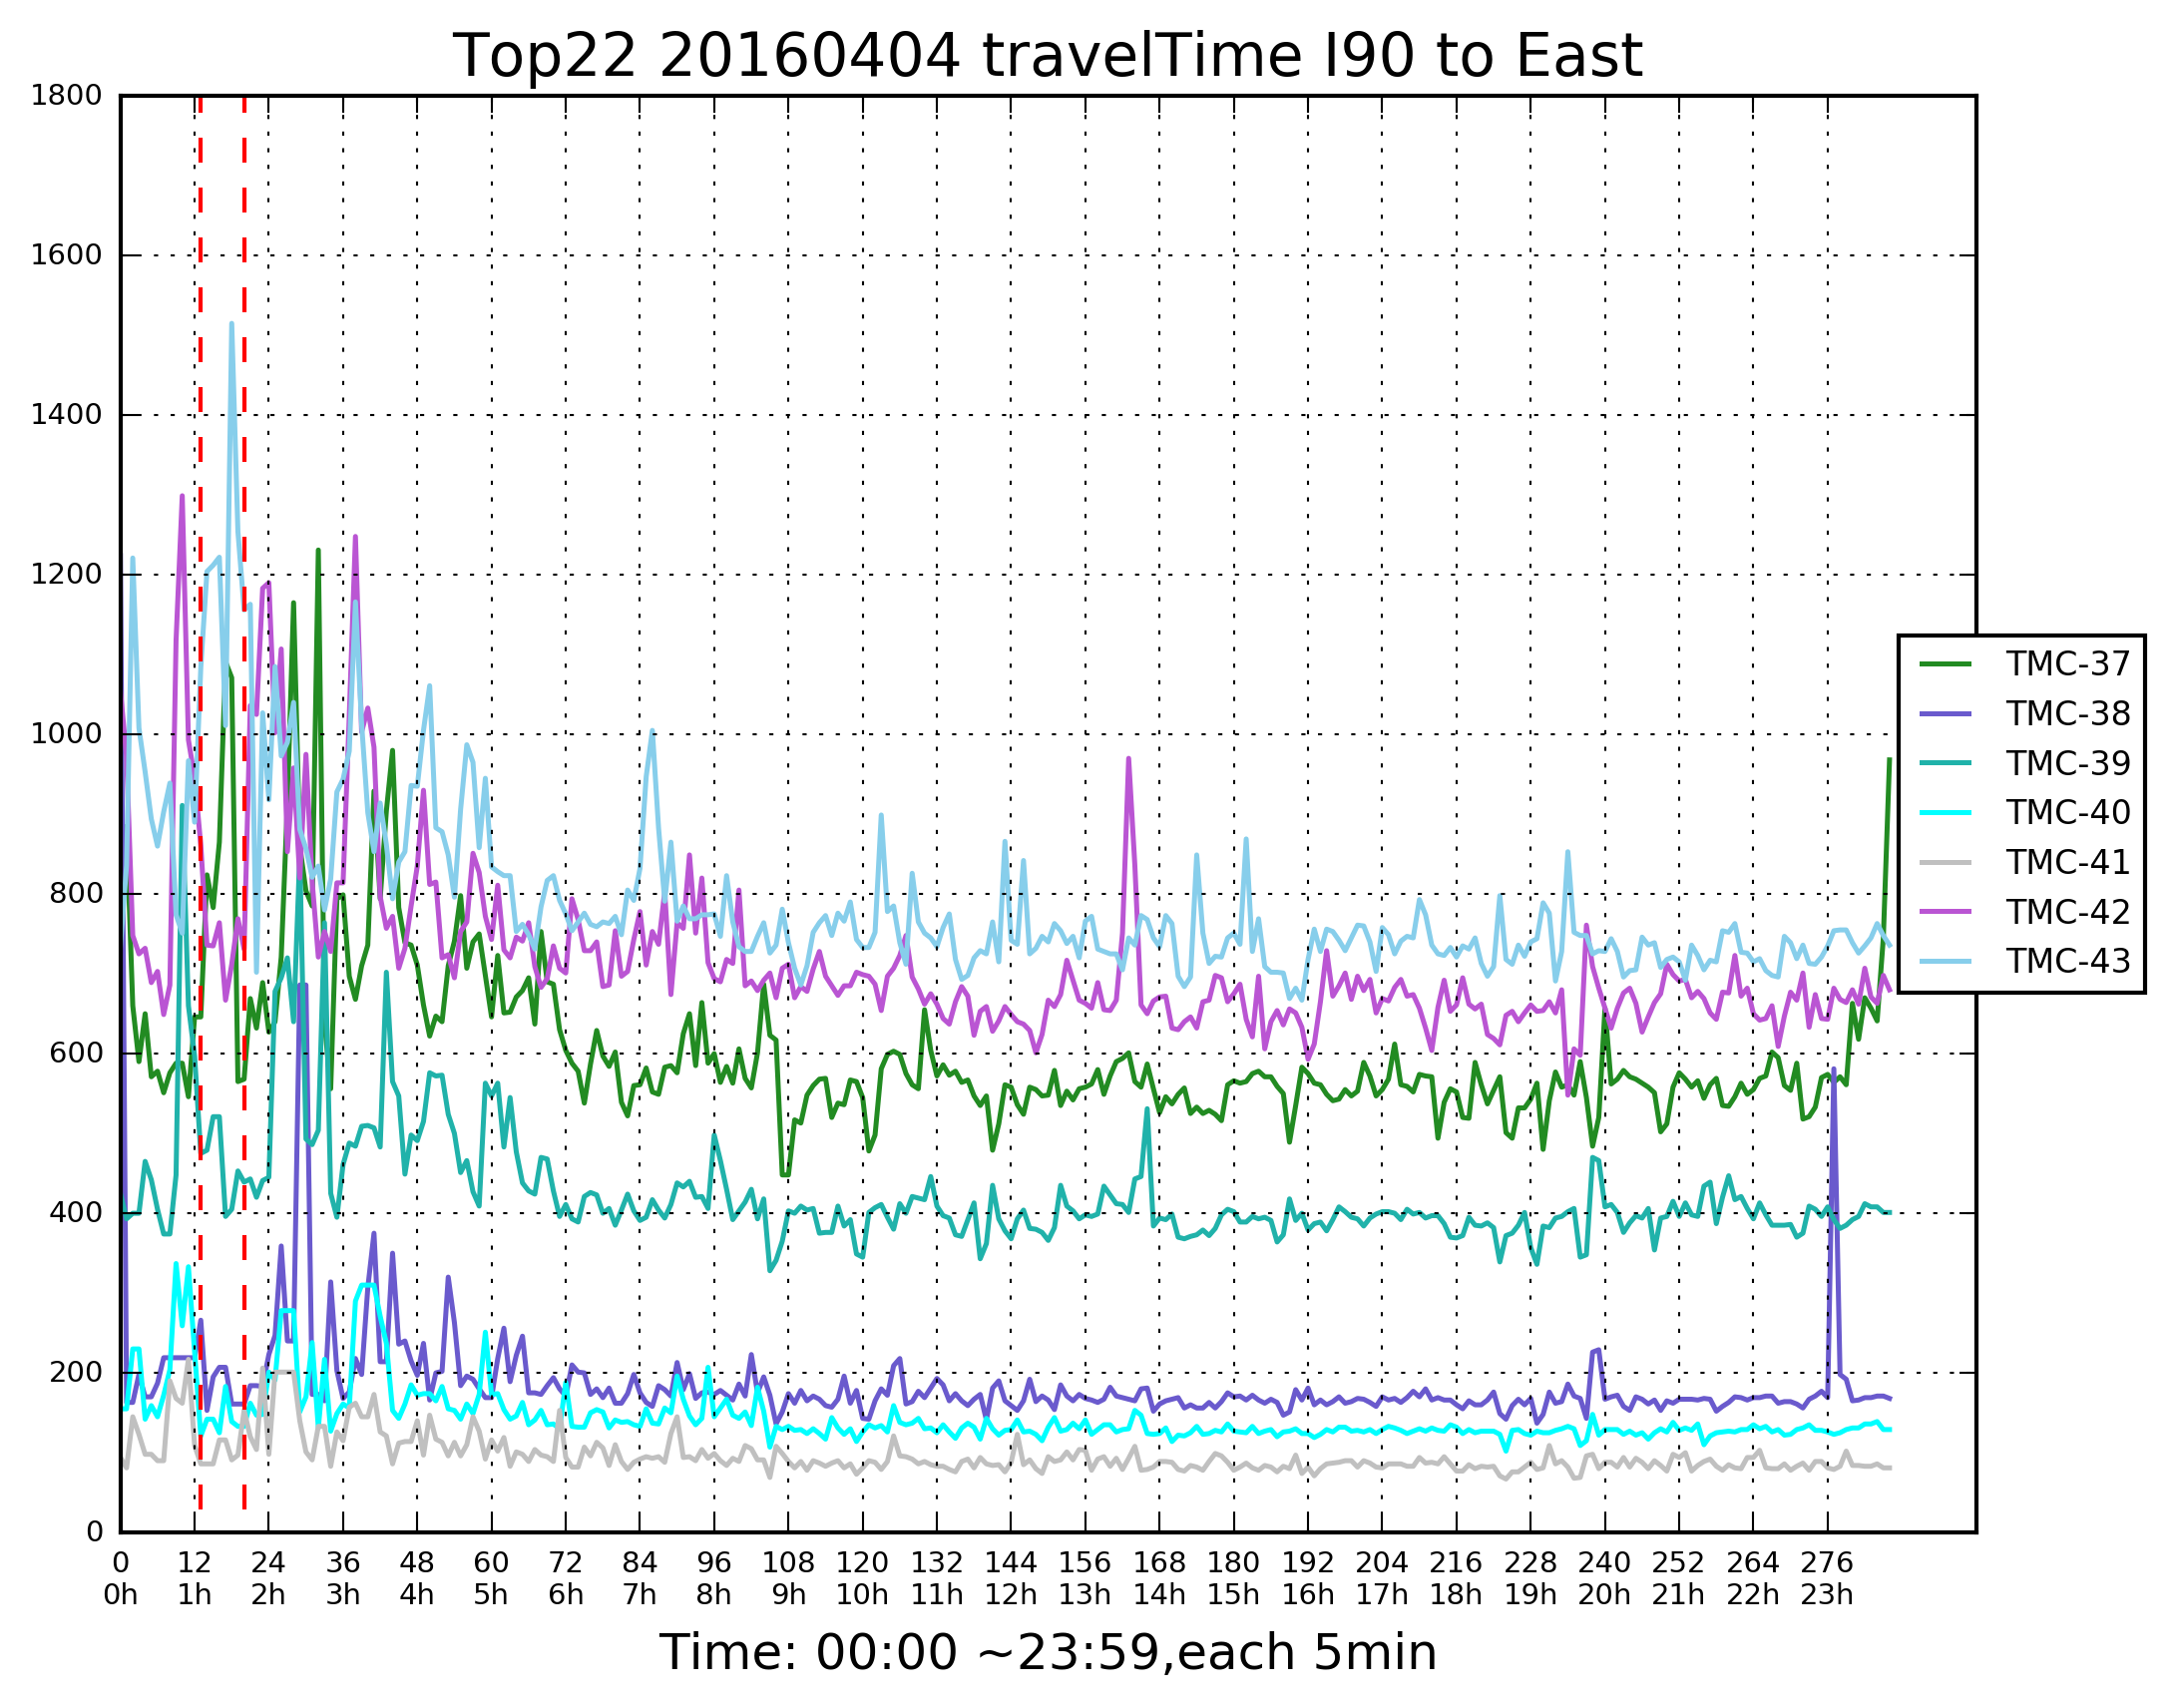 Top22 20160404 travelTime I90 to East
1800
1600
1400
1200
1000
800
600
400
200
0
TMC-37
TMC-38
TMC-39
TMC-40
TMC-41
TMC-42
TMC-43
0 12 24 36 48 60 72 84 96 108 120 132 144 156 168 180 192 204 216 228 240 252 264 276
0h 1h 2h 3h 4h 5h 6h 7h 8h 9h 10h 11h 12h 13h 14h 15h 16h 17h 18h 19h 20h 21h 22h 23h
Time: 00:00 ~23:59,each 5min